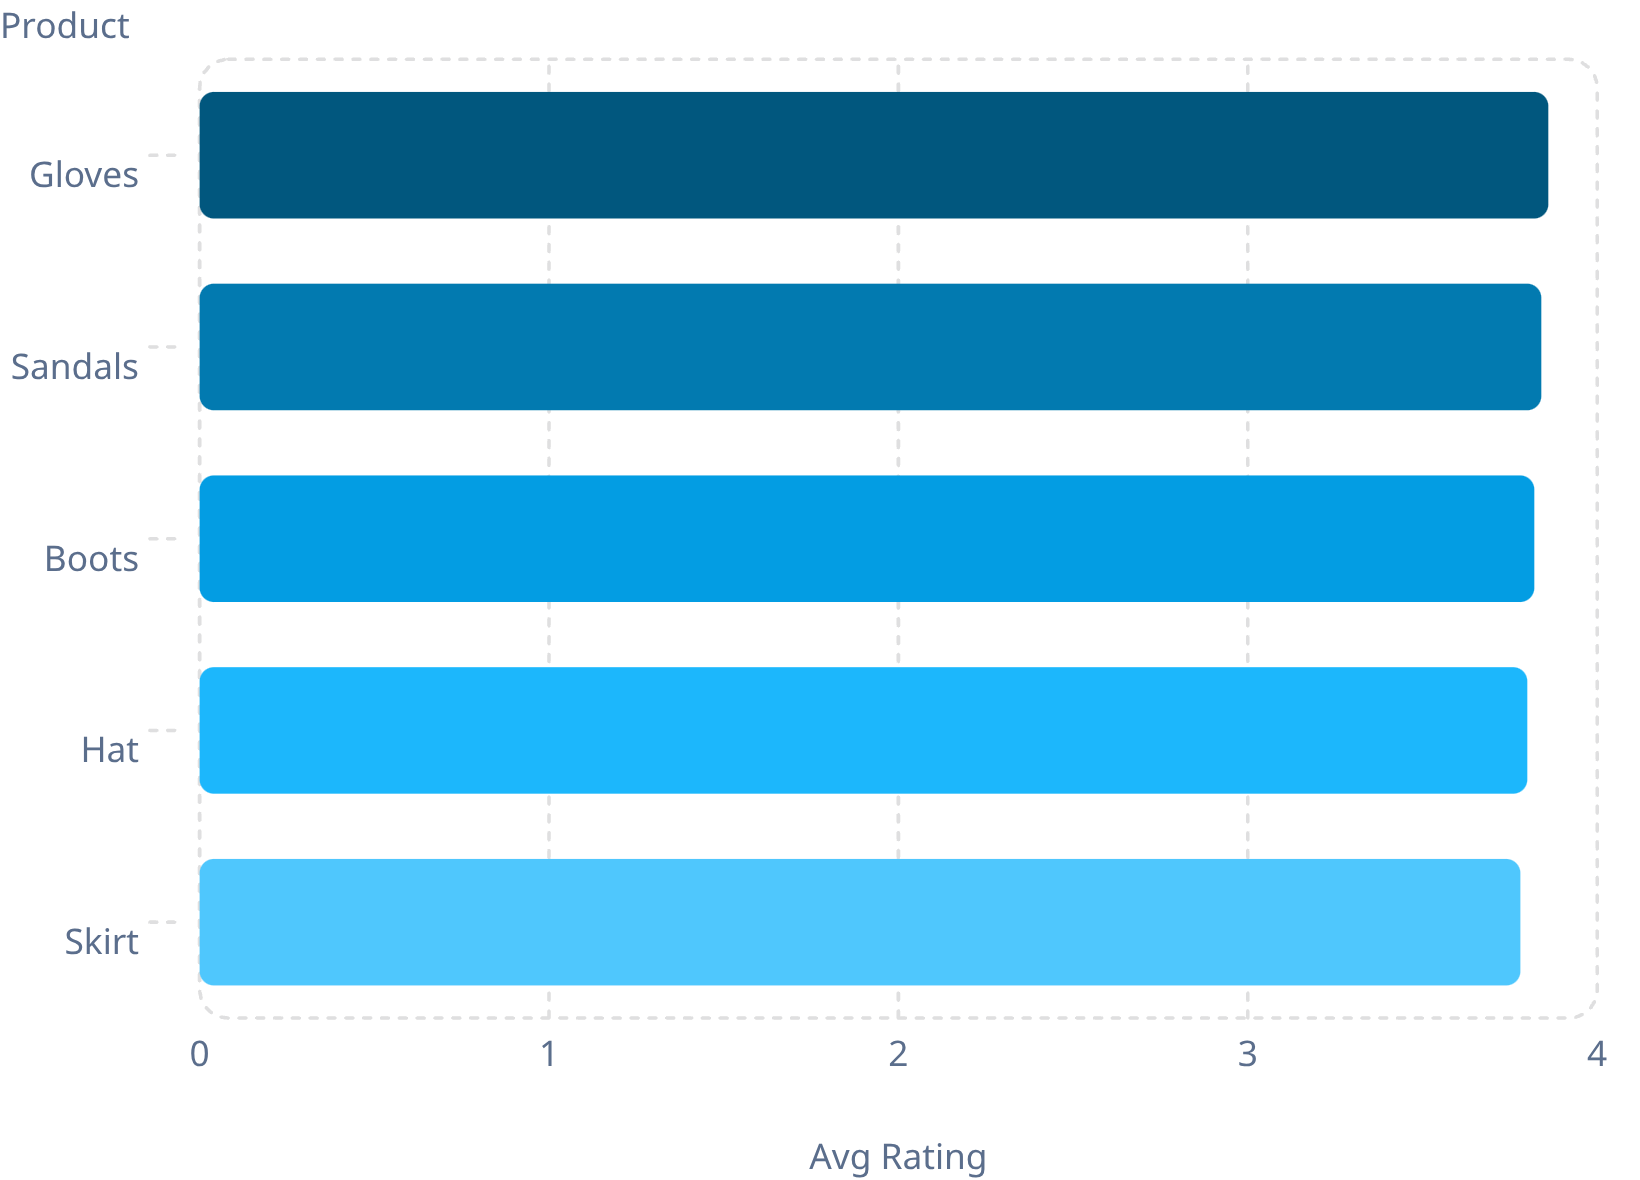 Product
Gloves
Sandals
Boots
Hat
Skirt
0 1 2 3 4
Avg Rating